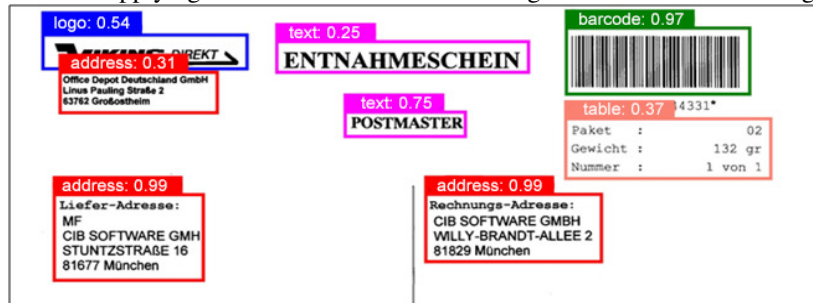 logo: 0.54
VIKING DIREKT
address: 0.31
Office Depot Deutschland GmbH
Linus Pauling Straße 2
63762 Großostheim
text: 0.25
ENTNAHMESCHEIN
text: 0.75
POSTMASTER
barcode: 0.97
table: 0.37 4331*
Paket : 02
Gewicht : 132 gr
Nummer : 1 von 1
address: 0.99
Liefer-Adresse:
MF
CIB SOFTWARE GMH
STUNTZSTRAßE 16
81677 München
address: 0.99
Rechnungs-Adresse:
CIB SOFTWARE GMBH
WILLY-BRANDT-ALLEE 2
81829 München